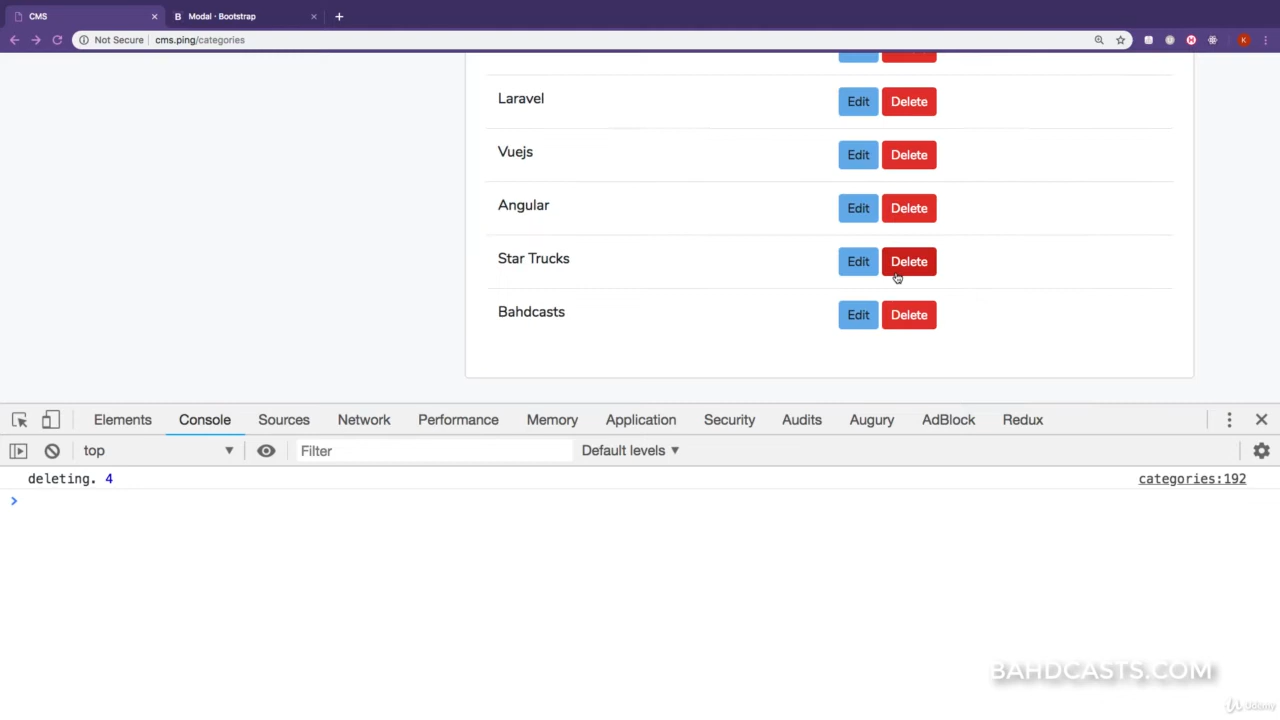 CMS
Modal · Bootstrap
Not Secure
cms.ping/categories
K
Laravel Edit Delete
Vuejs Edit Delete
Angular Edit Delete
Star Trucks Edit Delete
Bahdcasts Edit Delete
Elements Console Sources Network Performance Memory Application Security Audits Augury AdBlock Redux
top Filter Default levels
deleting. 4 categories:192
BAHDCASTS.COM
Udemy